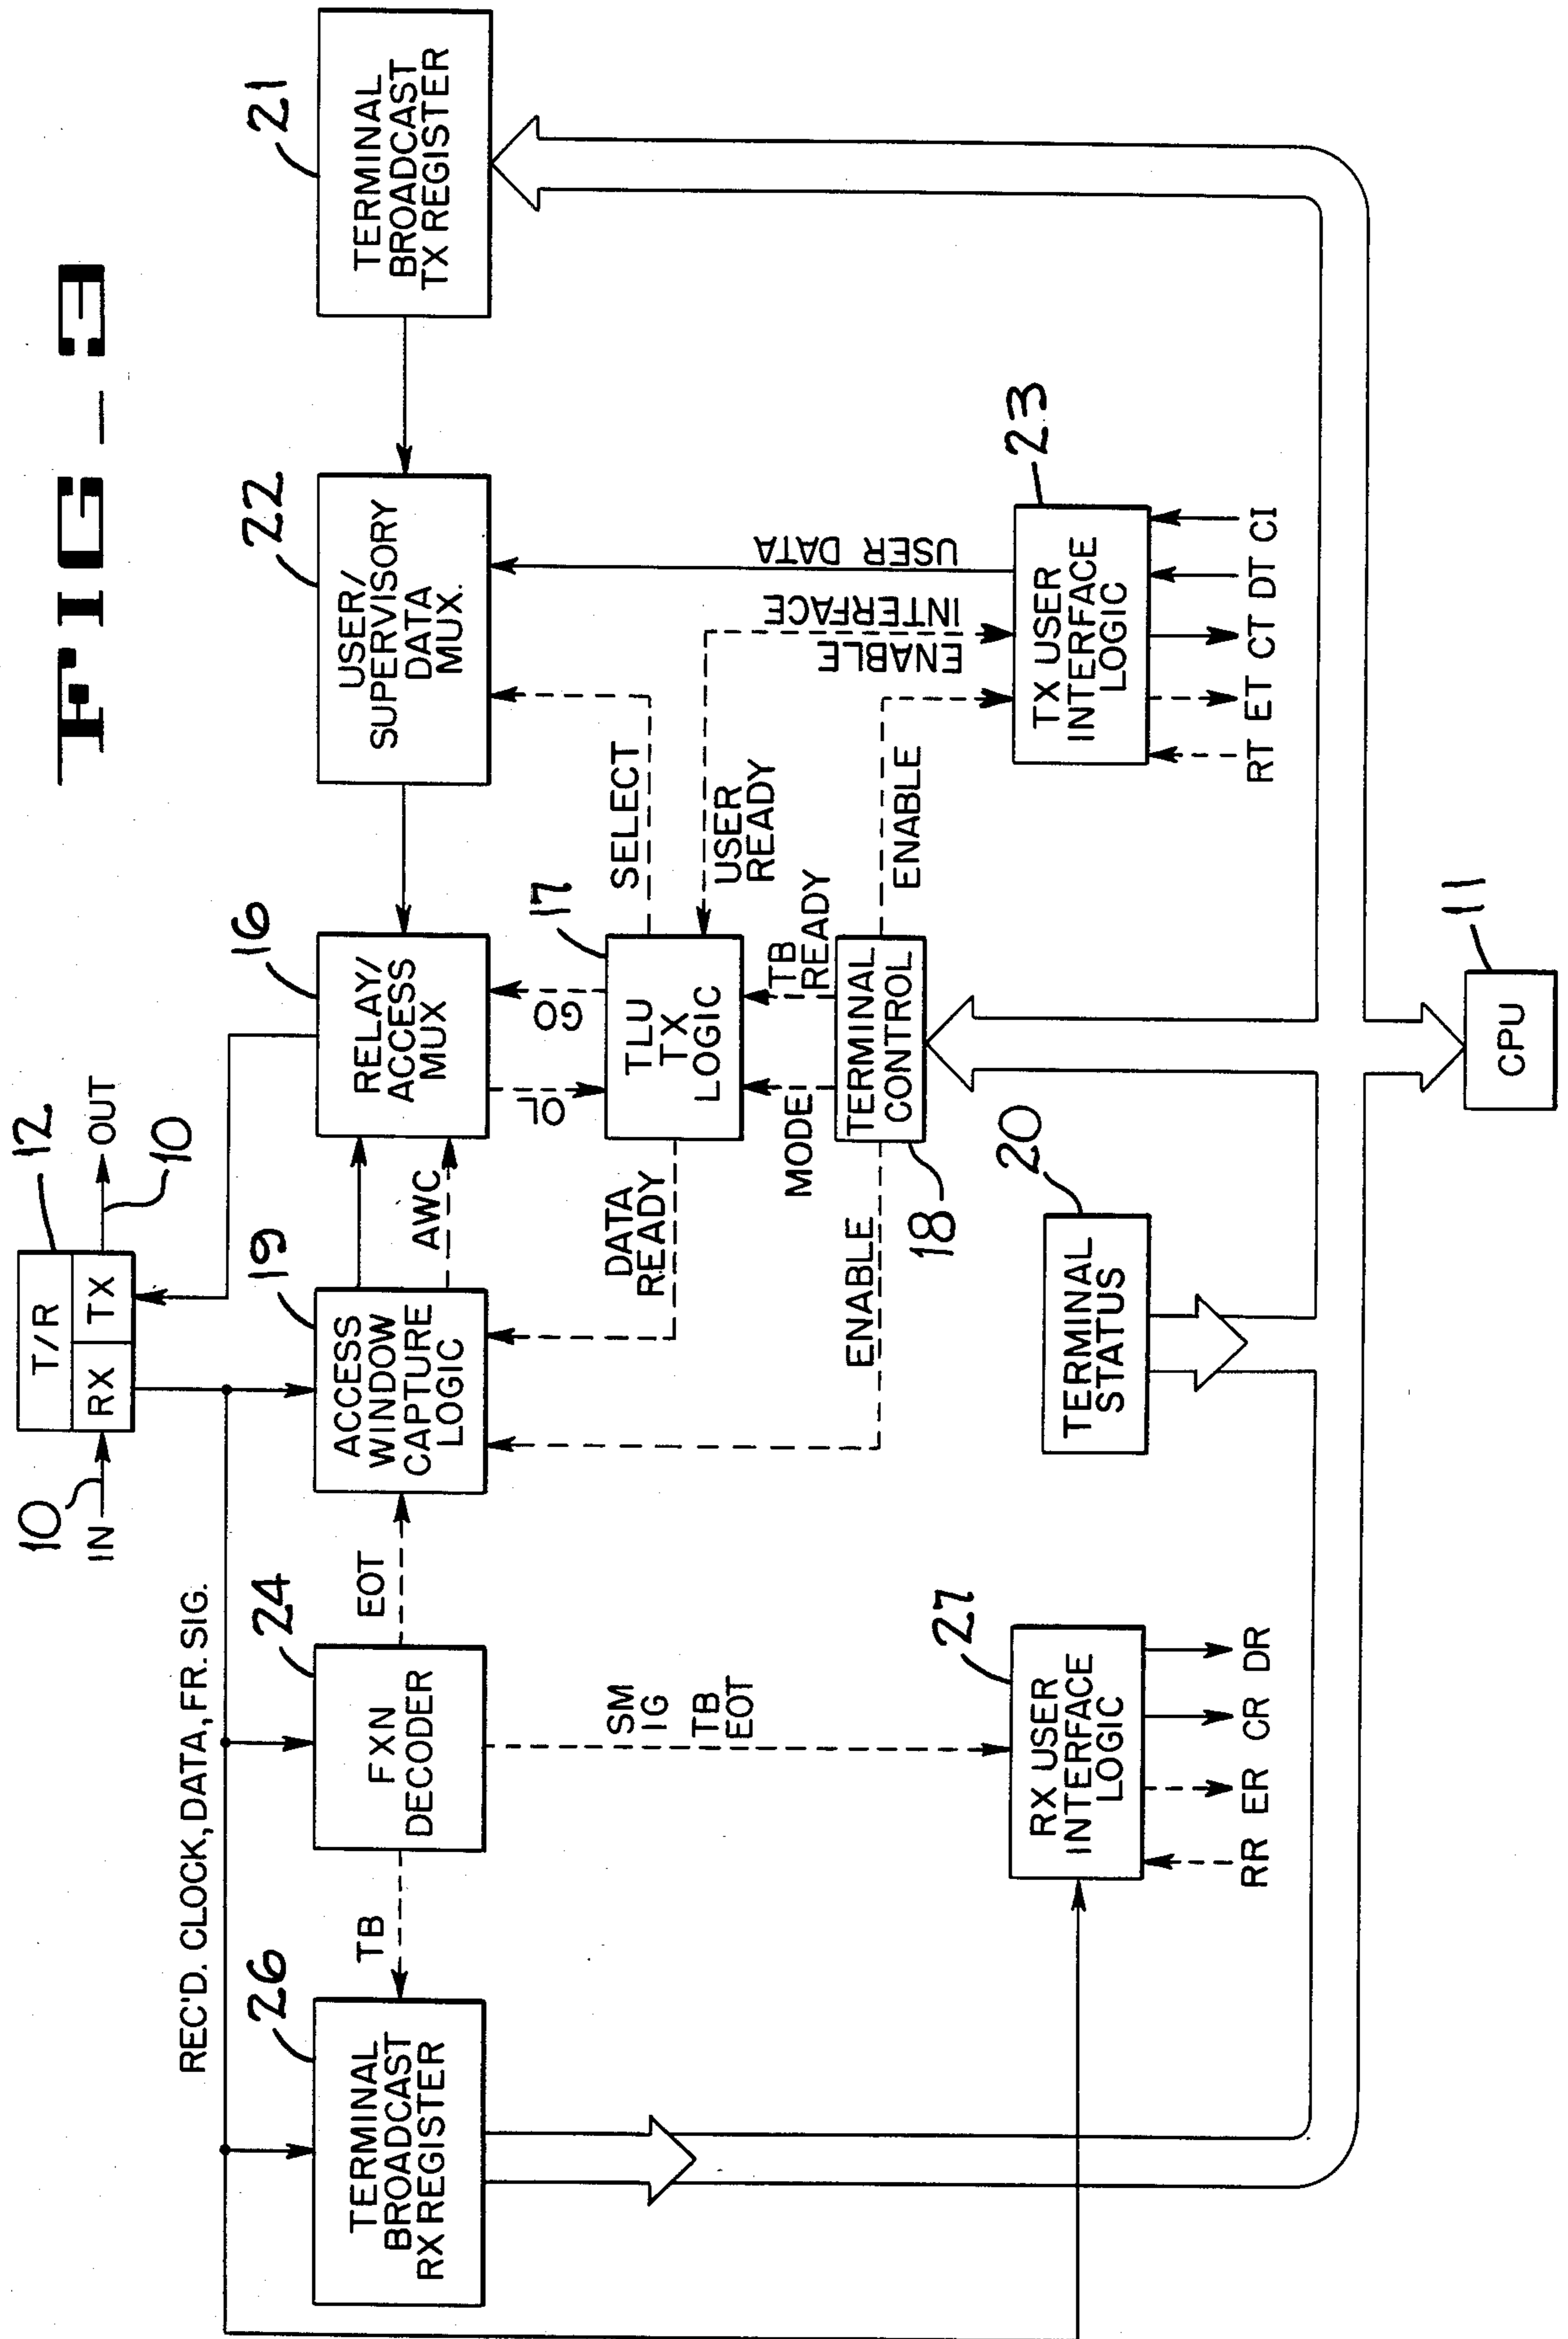 FIG-3
10
IN
12
T/R
RX
TX
OUT
10
REC'D. CLOCK, DATA, FR. SIG.
26
TERMINAL
BROADCAST
RX REGISTER
TB
24
FXN
DECODER
EOT
19
ACCESS
WINDOW
CAPTURE
LOGIC
AWC
16
RELAY/
ACCESS
MUX
22
USER/
SUPERVISORY
DATA
MUX.
21
TERMINAL
BROADCAST
TX REGISTER
SM
IG
TB
EOT
DATA
READY
OL
GO
17
TLU
TX
LOGIC
SELECT
USER
READY
ENABLE
INTERFACE
USER DATA
MODE
TB
READY
TERMINAL
CONTROL
18
ENABLE
ENABLE
27
RX USER
INTERFACE
LOGIC
RR ER CR DR
20
TERMINAL
STATUS
23
TX USER
INTERFACE
LOGIC
RT ET CT DT CI
11
CPU